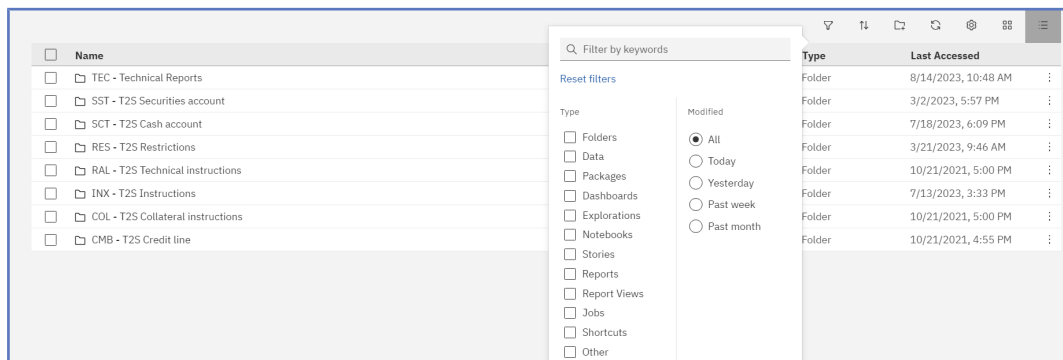 Filter by keywords
Reset filters
Type
Folders
Data
Packages
Dashboards
Explorations
Notebooks
Stories
Reports
Report Views
Jobs
Shortcuts
Other
Modified
All
Today
Yesterday
Past week
Past month
Name Type Last Accessed
TEC - Technical Reports Folder 8/14/2023, 10:48 AM
SST - T2S Securities account Folder 3/2/2023, 5:57 PM
SCT - T2S Cash account Folder 7/18/2023, 6:09 PM
RES - T2S Restrictions Folder 3/21/2023, 9:46 AM
RAL - T2S Technical instructions Folder 10/21/2021, 5:00 PM
INX - T2S Instructions Folder 7/13/2023, 3:33 PM
COL - T2S Collateral instructions Folder 10/21/2021, 5:00 PM
CMB - T2S Credit line Folder 10/21/2021, 4:55 PM